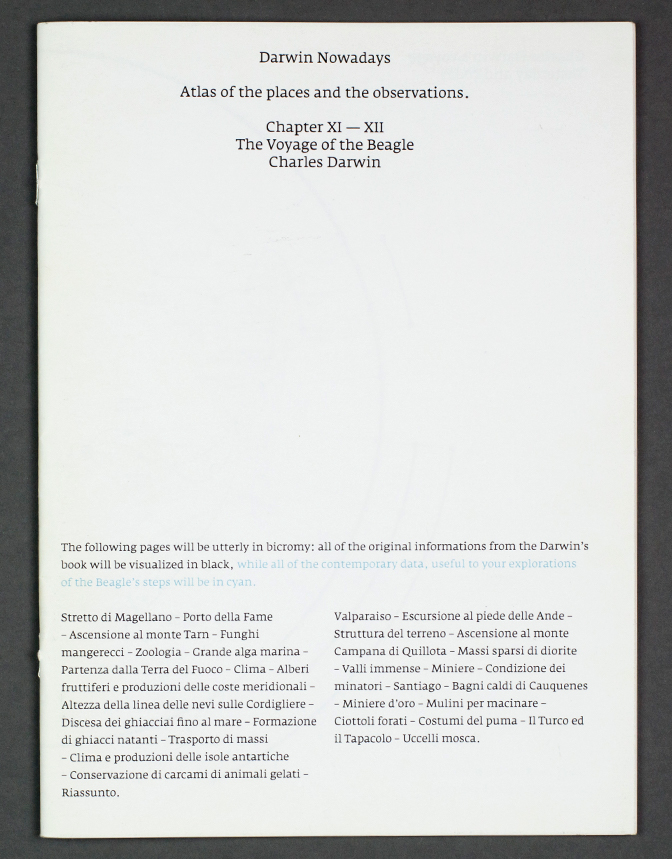 Darwin Nowadays
Atlas of the places and the observations.
Chapter XI — XII
The Voyage of the Beagle
Charles Darwin
The following pages will be utterly in bicromy: all of the original informations from the Darwin's
book will be visualized in black, while all of the contemporary data, useful to your explorations
of the Beagle's steps will be in cyan.
Stretto di Magellano – Porto della Fame
– Ascensione al monte Tarn – Funghi
mangerecci – Zoologia – Grande alga marina –
Partenza dalla Terra del Fuoco – Clima – Alberi
fruttiferi e produzioni delle coste meridionali –
Altezza della linea delle nevi sulle Cordigliere –
Discesa dei ghiacciai fino al mare – Formazione
di ghiacci natanti – Trasporto di massi
– Clima e produzioni delle isole antartiche
– Conservazione di carcami di animali gelati –
Riassunto.
Valparaiso – Escursione al piede delle Ande –
Struttura del terreno – Ascensione al monte
Campana di Quillota – Massi sparsi di diorite
– Valli immense – Miniere – Condizione dei
minatori – Santiago – Bagni caldi di Cauquenes
– Miniere d'oro – Mulini per macinare –
Ciottoli forati – Costumi del puma – Il Turco ed
il Tapacolo – Uccelli mosca.